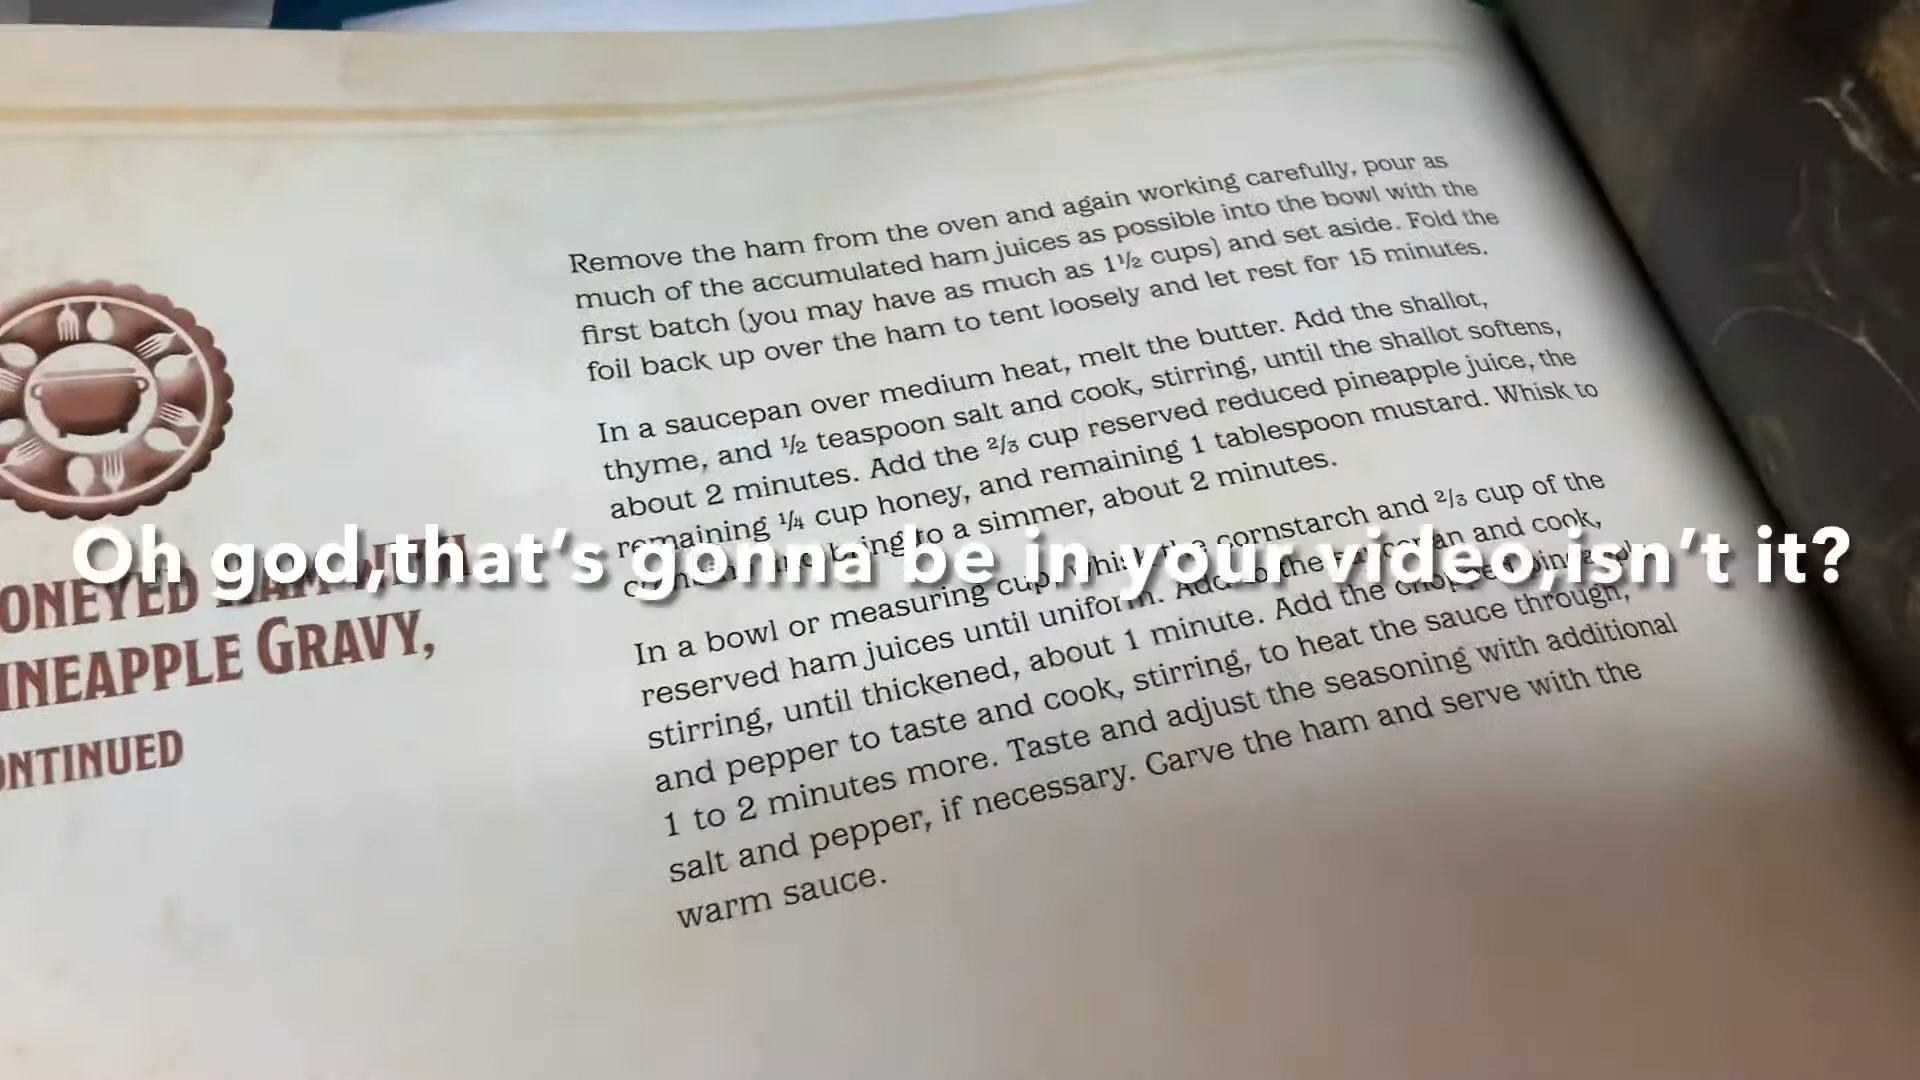 Remove the ham from the oven and again working carefully, pour as
much of the accumulated ham juices as possible into the bowl with the
first batch (you may have as much as 1½ cups) and set aside. Fold the
foil back up over the ham to tent loosely and let rest for 15 minutes.
In a saucepan over medium heat, melt the butter. Add the shallot,
thyme, and ½ teaspoon salt and cook, stirring, until the shallot softens,
about 2 minutes. Add the ⅔ cup reserved reduced pineapple juice, the
remaining ¼ cup honey, and remaining 1 tablespoon mustard. Whisk to
bring to a simmer, about 2 minutes.
In a bowl or measuring cup, whisk the cornstarch and ⅔ cup of the
reserved ham juices until uniform. Add to the and cook,
stirring, until thickened, about 1 minute. Add the chopped
and pepper to taste and cook, stirring, to heat the sauce through,
1 to 2 minutes more. Taste and adjust the seasoning with additional
salt and pepper, if necessary. Carve the ham and serve with the
warm sauce.
ONEYED HAM
INEAPPLE GRAVY,
ONTINUED
Oh god,that's gonna be in your video,isn't it?